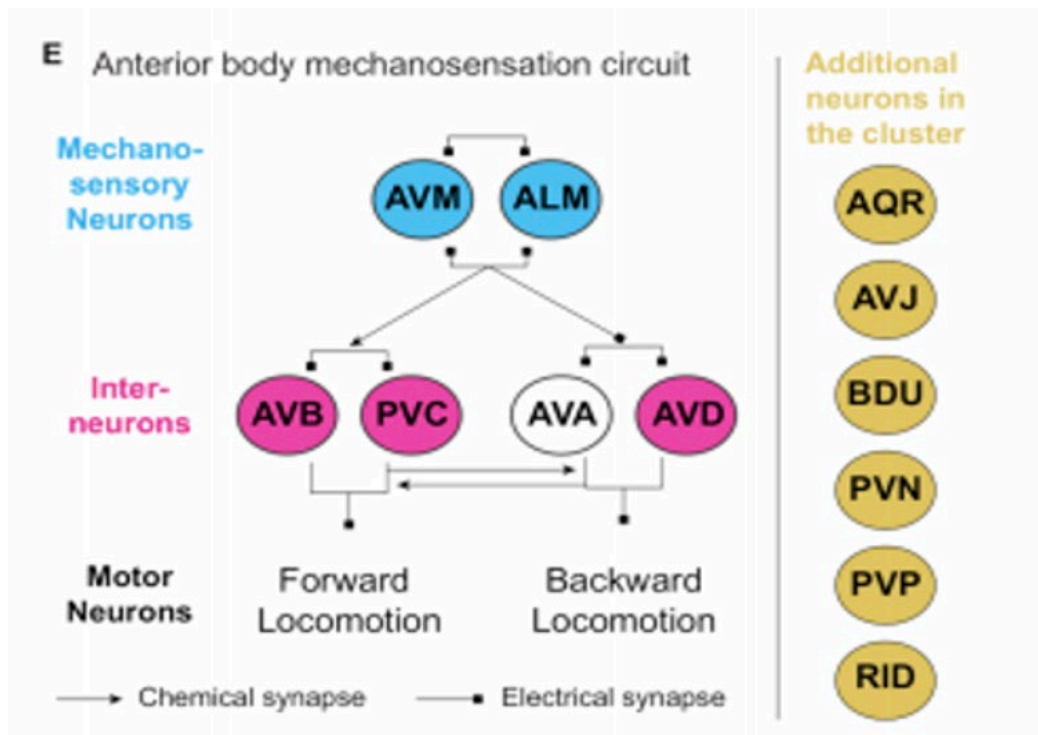 E Anterior body mechanosensation circuit
Additional
neurons in
the cluster
Mechano-
sensory
Neurons
AVM ALM
AQR
AVJ
Inter-
neurons
AVB PVC AVA AVD
BDU
PVN
Motor
Neurons
Forward
Locomotion
Backward
Locomotion
PVP
RID
Chemical synapse Electrical synapse